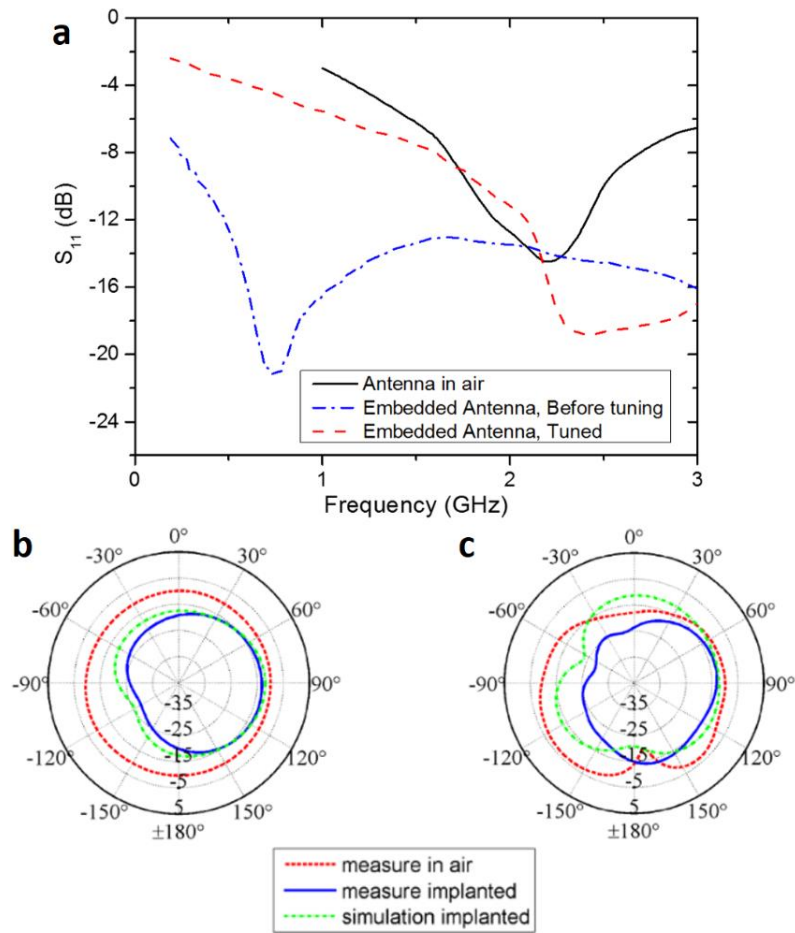 a
0
-4
-8
-12
-16
-20
-24
S11 (dB)
Antenna in air
Embedded Antenna, Before tuning
Embedded Antenna, Tuned
0 1 2 3
Frequency (GHz)
b
0°
-30° 30°
-60° 60°
-90° 90°
-120° 120°
-150° 150°
±180°
-35
-25
-15
-5
5
c
0°
-30° 30°
-60° 60°
-90° 90°
-120° 120°
-150° 150°
±180°
-35
-25
-15
-5
5
measure in air
measure implanted
simulation implanted